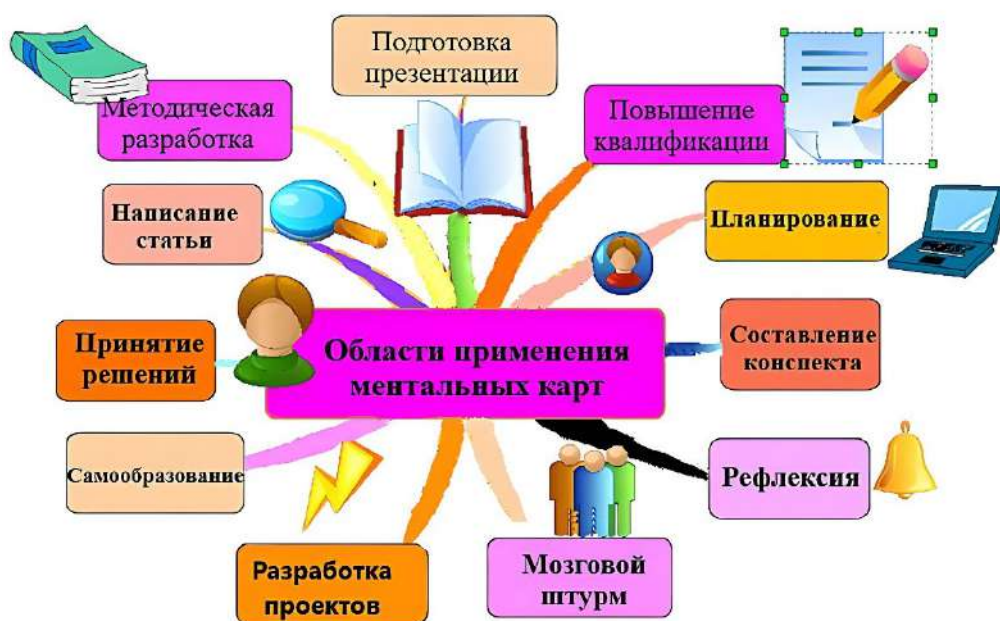 Подготовка
презентации
Методическая
разработка
Повышение
квалификации
Написание
статьи
Планирование
Принятие
решений
Области применения
ментальных карт
Составление
конспекта
Самообразование
Рефлексия
Разработка
проектов
Мозговой
штурм